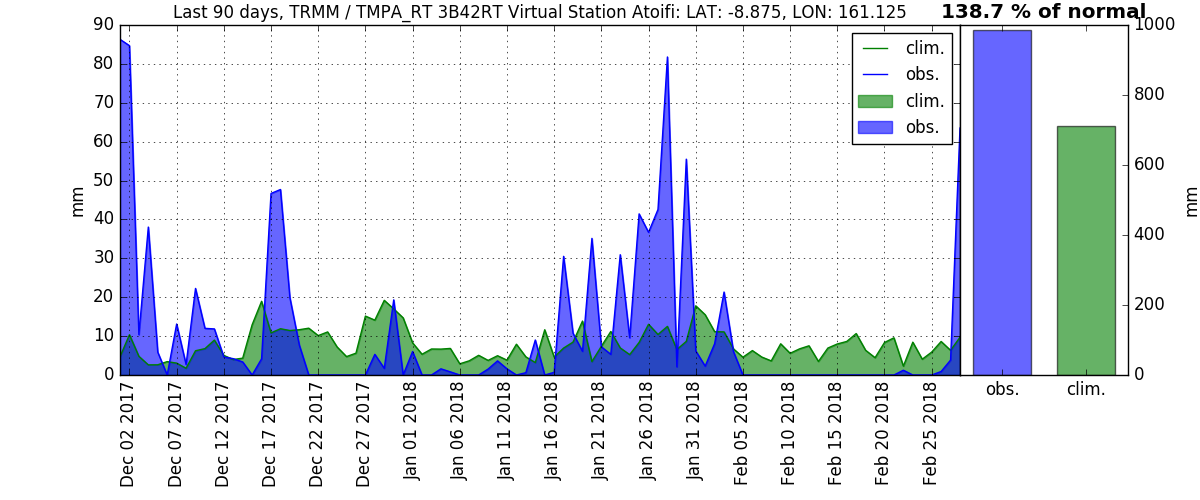 Last 90 days, TRMM / TMPA_RT 3B42RT Virtual Station Atoifi: LAT: -8.875, LON: 161.125
138.7 % of normal
90
80
70
60
50
40
30
20
10
0
mm
clim.
obs.
clim.
obs.
1000
800
600
400
200
0
mm
obs.
clim.
Dec 02 2017
Dec 07 2017
Dec 12 2017
Dec 17 2017
Dec 22 2017
Dec 27 2017
Jan 01 2018
Jan 06 2018
Jan 11 2018
Jan 16 2018
Jan 21 2018
Jan 26 2018
Jan 31 2018
Feb 05 2018
Feb 10 2018
Feb 15 2018
Feb 20 2018
Feb 25 2018